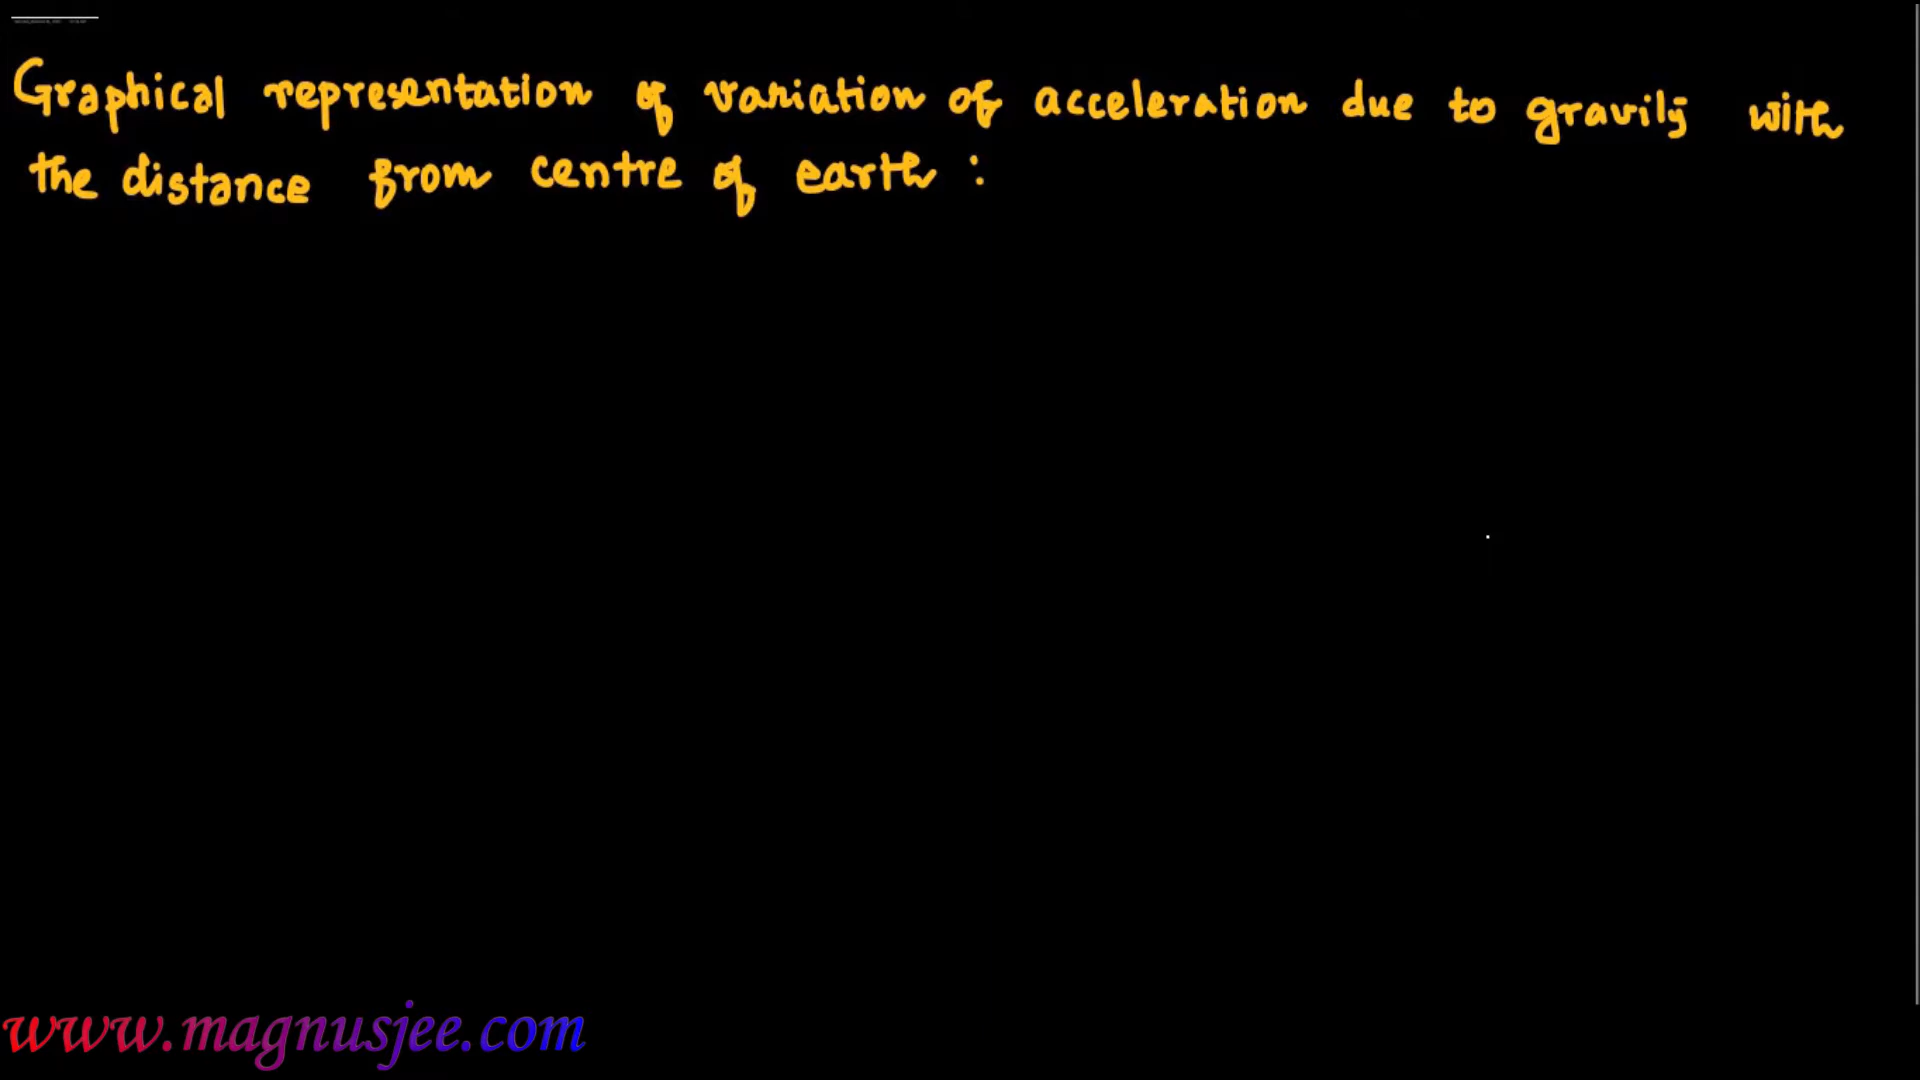 Graphical representation of variation of acceleration due to gravity with
the distance from centre of earth :
www.magnusjee.com